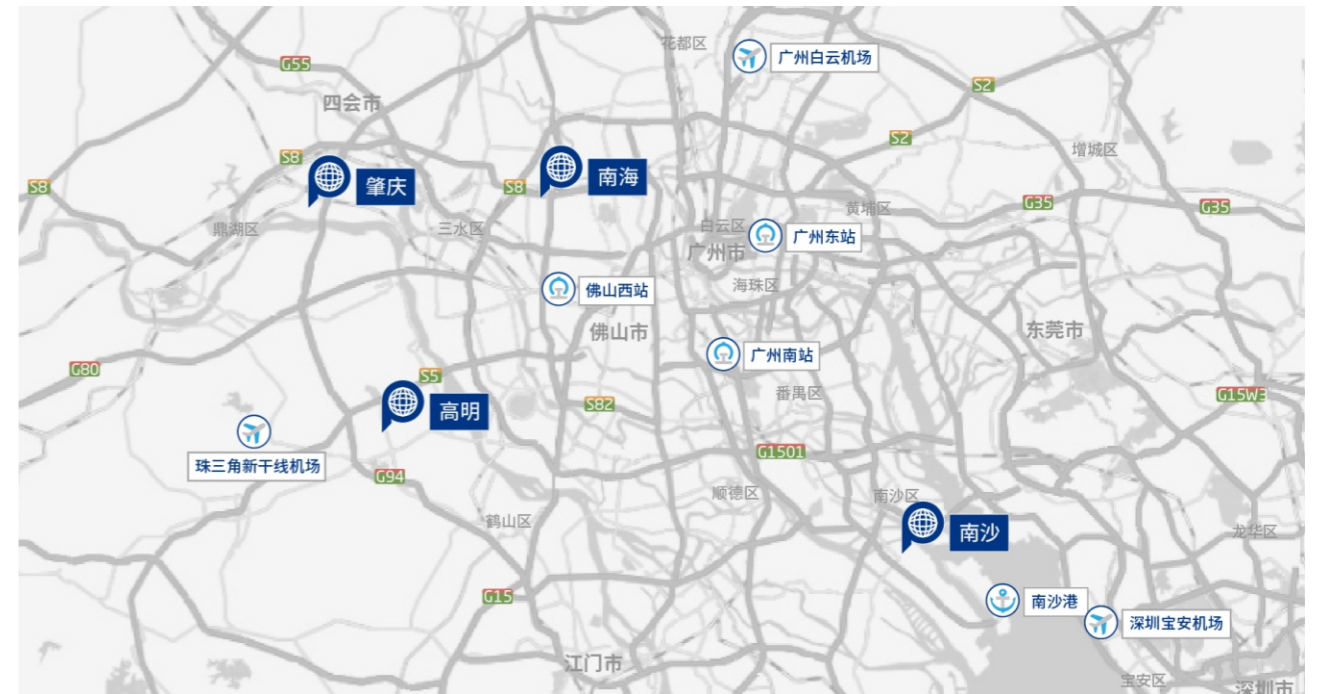 花都区
广州白云机场
G55
S2
四会市
S2
增城区
S8
S8
肇庆
S8
南海
G35
G35
黄埔区
鼎湖区
三水区
白云区
广州东站
广州市
海珠区
佛山西站
佛山市
东莞市
广州南站
G80
S5
番禺区
G15W3
高明
S82
珠三角新干线机场
G94
G1501
顺德区
南沙区
鹤山区
南沙
龙华区
G15
南沙港
深圳宝安机场
江门市
宝安区
深圳市